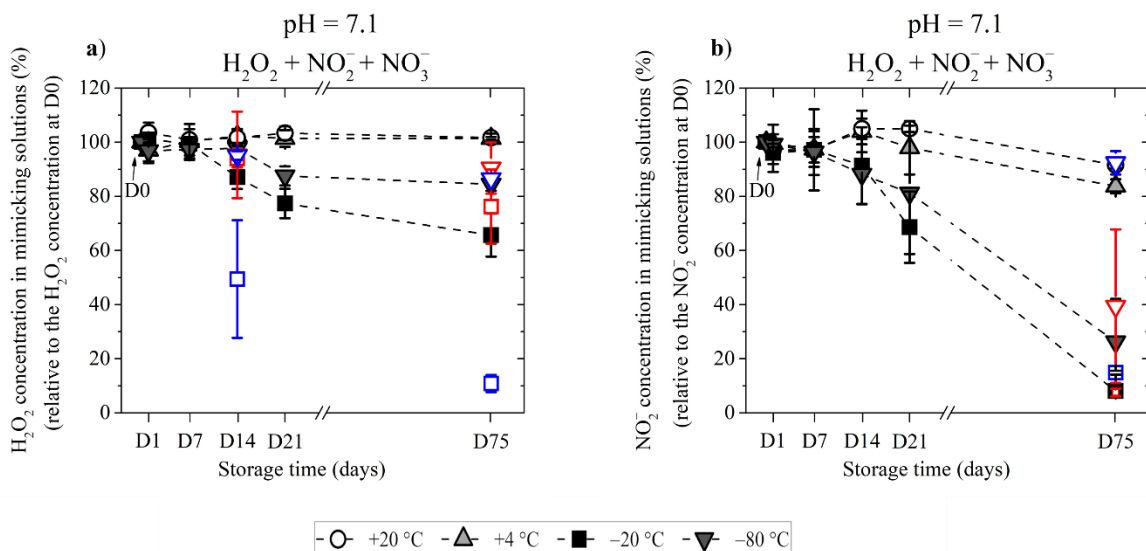 pH = 7.1
a)
H₂O₂ + NO₂⁻ + NO₃⁻
H₂O₂ concentration in mimicking solutions (%)
(relative to the H₂O₂ concentration at D0)
120
100
80
60
40
20
0
D0
D1 D7 D14 D21 D75
Storage time (days)
pH = 7.1
b)
H₂O₂ + NO₂⁻ + NO₃⁻
NO₂⁻ concentration in mimicking solutions (%)
(relative to the NO₂⁻ concentration at D0)
120
100
80
60
40
20
0
D0
D1 D7 D14 D21 D75
Storage time (days)
+20 °C +4 °C −20 °C −80 °C